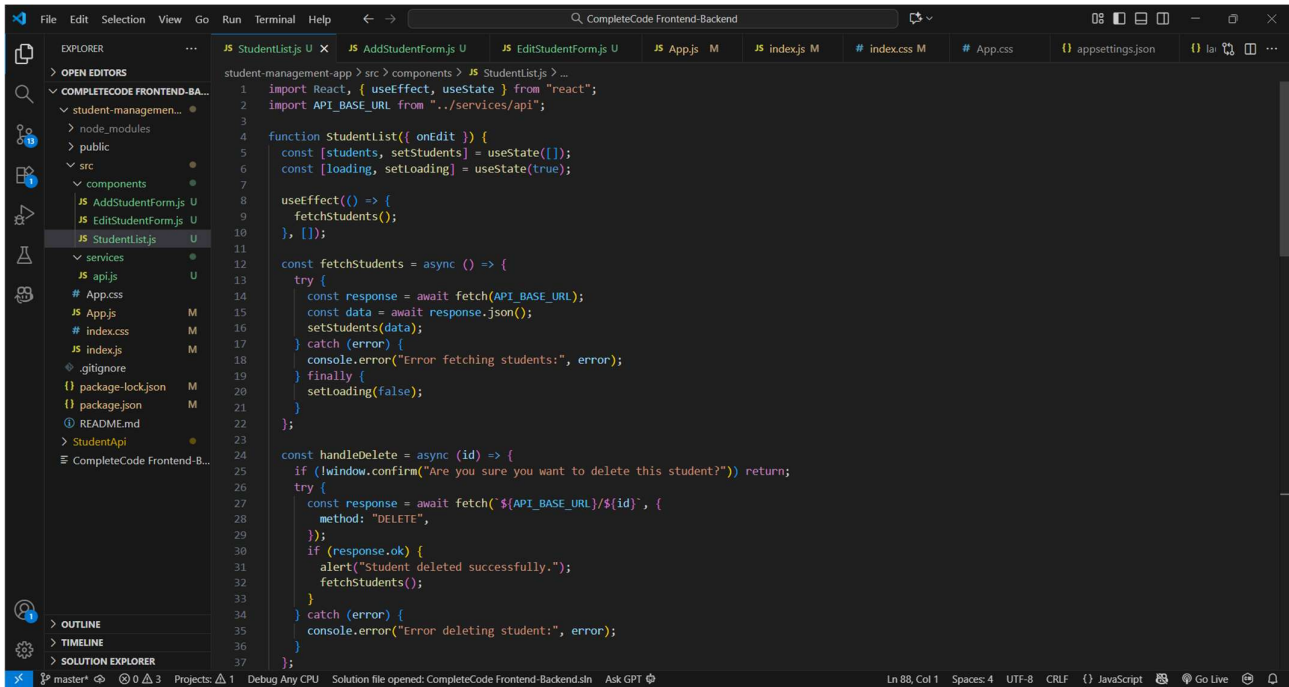 File Edit Selection View Go Run Terminal Help CompleteCode Frontend-Backend
EXPLORER
StudentList.js U AddStudentForm.js U EditStudentForm.js U App.js M index.js M index.css M App.css appsettings.json
OPEN EDITORS
COMPLETECODE FRONTEND-BA...
student-managemen...
node_modules
public
src
components
JS AddStudentForm.js U
JS EditStudentForm.js U
JS StudentList.js U
services
JS api.js U
# App.css
JS App.js M
# index.css M
JS index.js M
.gitignore
{} package-lock.json M
{} package.json M
README.md
StudentApi
CompleteCode Frontend-B...
OUTLINE
TIMELINE
SOLUTION EXPLORER
13
1
1
student-management-app > src > components > JS StudentList.js > ...
1 import React, { useEffect, useState } from "react";
2 import API_BASE_URL from "../services/api";
3
4 function StudentList({ onEdit }) {
5 const [students, setStudents] = useState([]);
6 const [loading, setLoading] = useState(true);
7
8 useEffect(() => {
9 fetchStudents();
10 }, []);
11
12 const fetchStudents = async () => {
13 try {
14 const response = await fetch(API_BASE_URL);
15 const data = await response.json();
16 setStudents(data);
17 } catch (error) {
18 console.error("Error fetching students:", error);
19 } finally {
20 setLoading(false);
21 }
22 };
23
24 const handleDelete = async (id) => {
25 if (!window.confirm("Are you sure you want to delete this student?")) return;
26 try {
27 const response = await fetch(`${API_BASE_URL}/${id}`, {
28 method: "DELETE",
29 });
30 if (response.ok) {
31 alert("Student deleted successfully.");
32 fetchStudents();
33 }
34 } catch (error) {
35 console.error("Error deleting student:", error);
36 }
37 };
master* 0 3 Projects: 1 Debug Any CPU Solution file opened: CompleteCode Frontend-Backend.sln Ask GPT Ln 88, Col 1 Spaces: 4 UTF-8 CRLF {} JavaScript Go Live